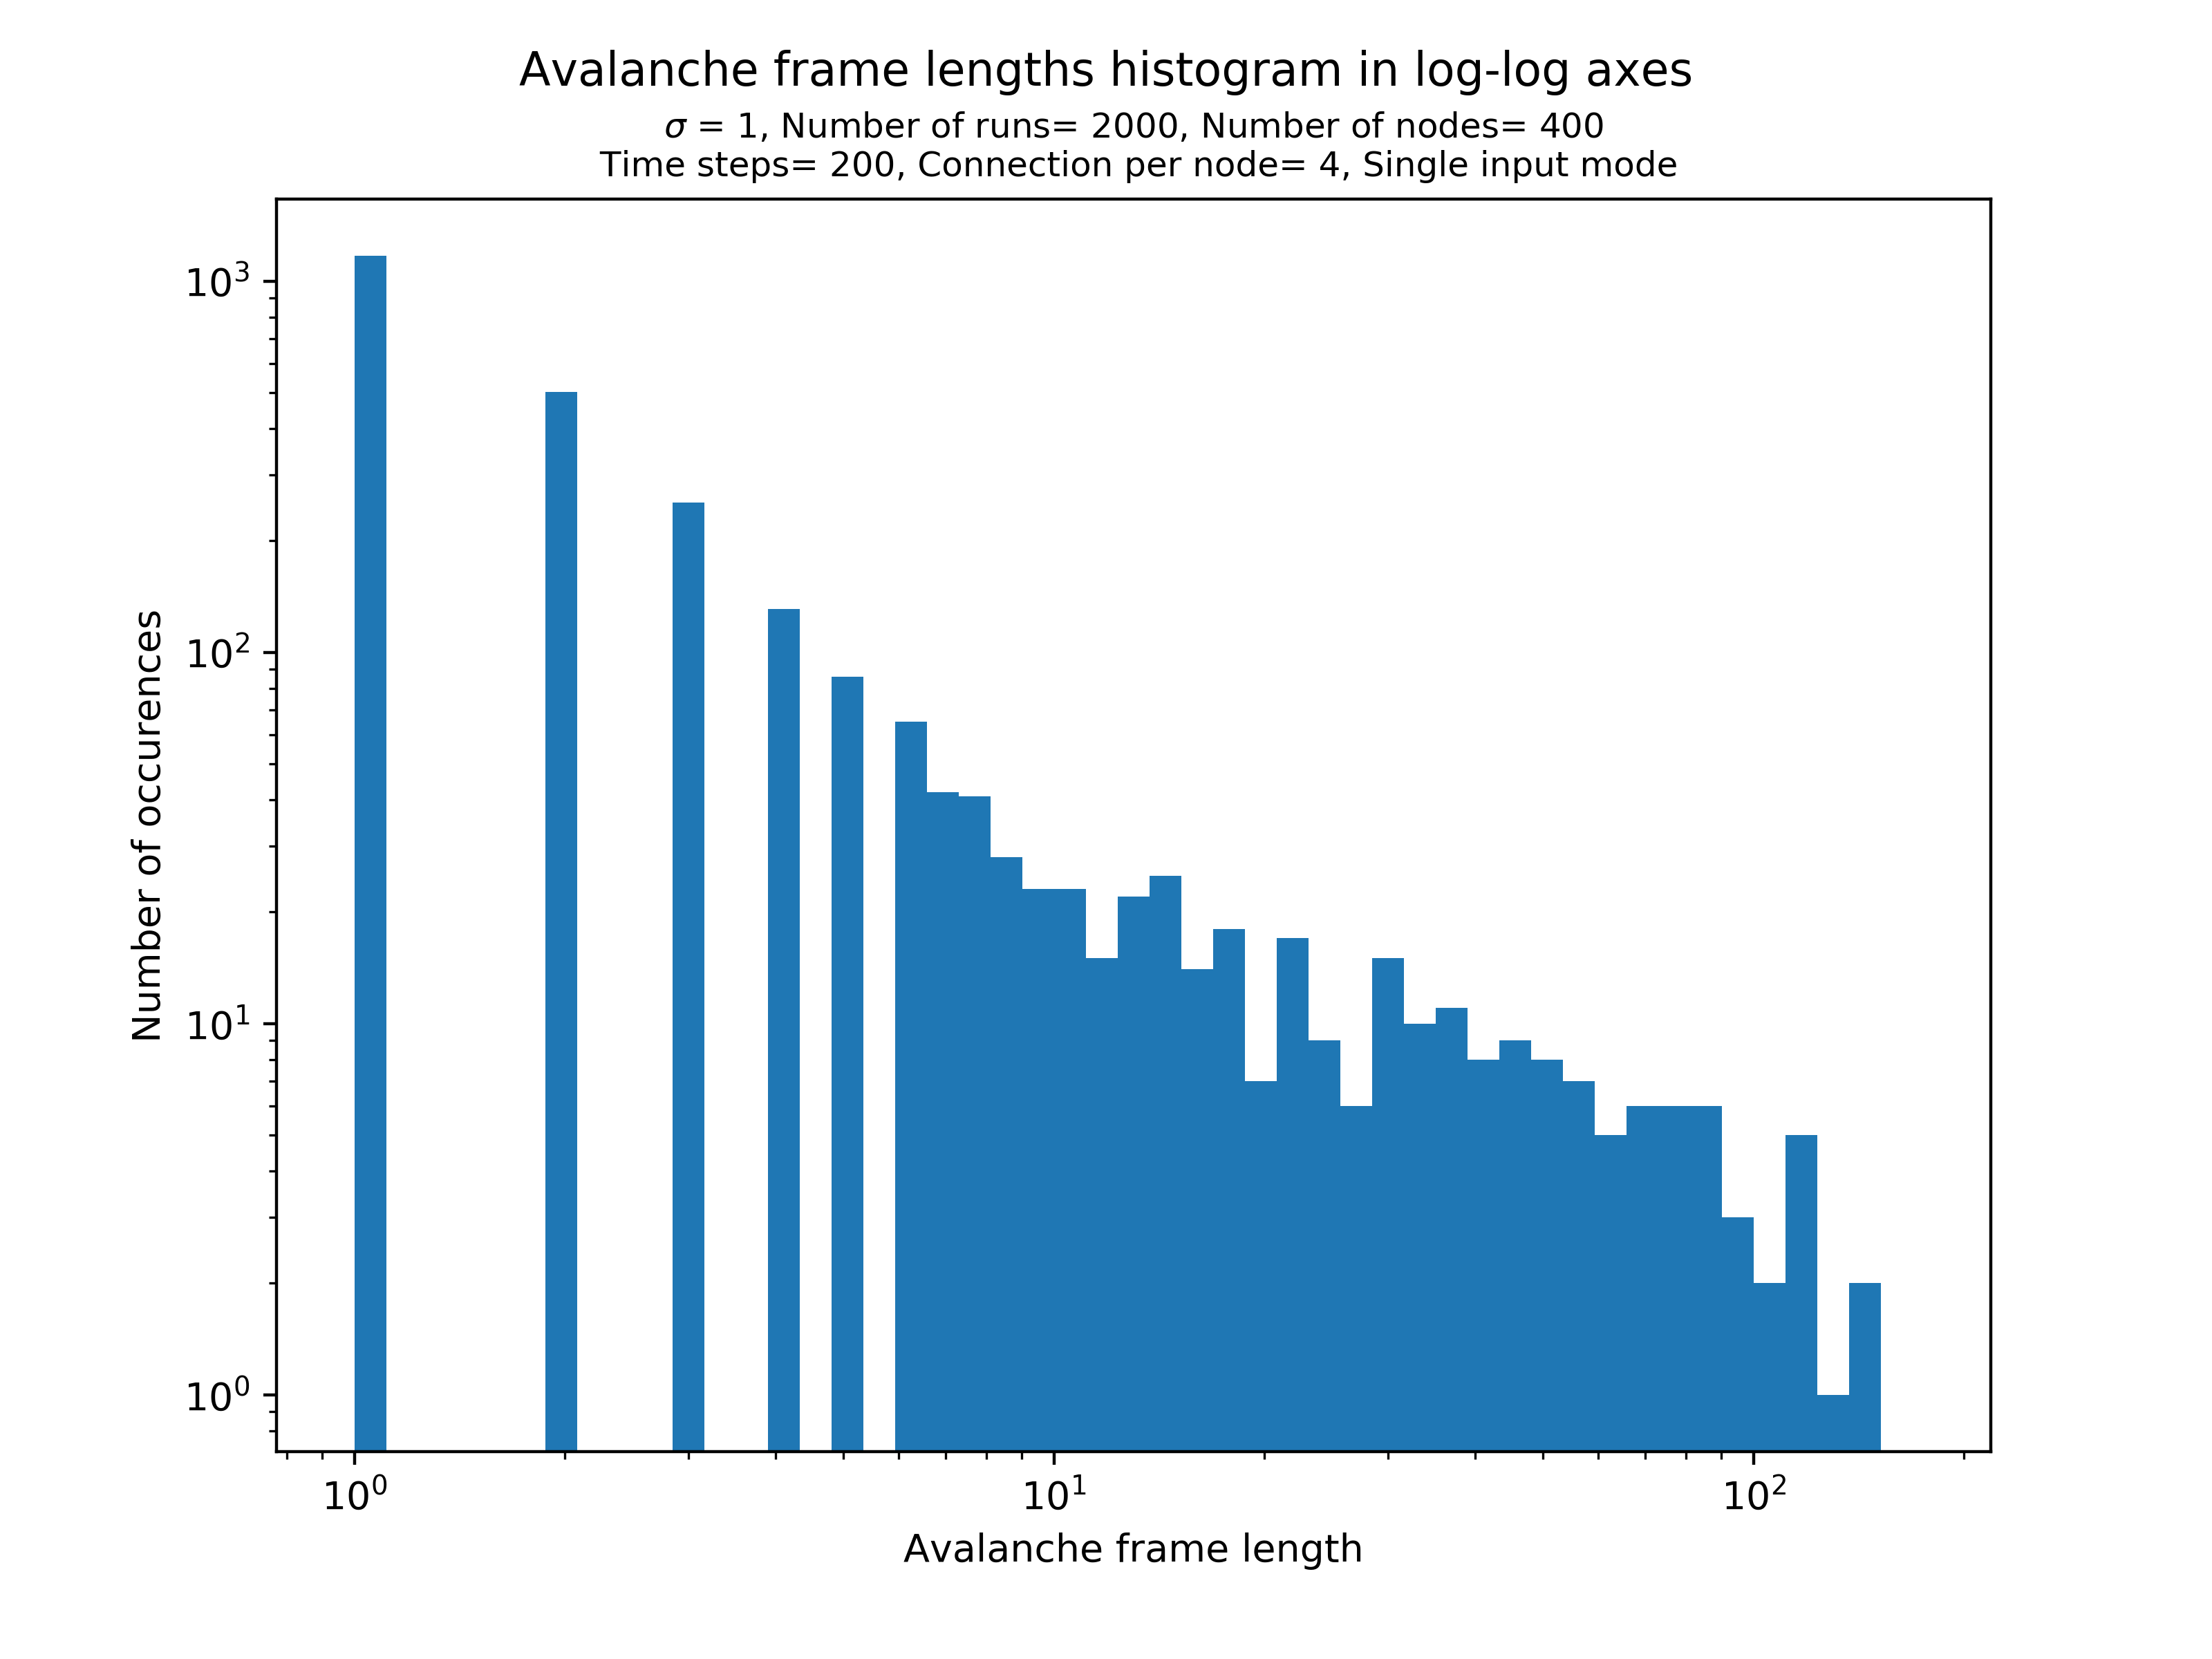 Avalanche frame lengths histogram in log-log axes
σ = 1, Number of runs= 2000, Number of nodes= 400
Time steps= 200, Connection per node= 4, Single input mode
10³
10²
10¹
10⁰
Number of occurences
10⁰ 10¹ 10²
Avalanche frame length